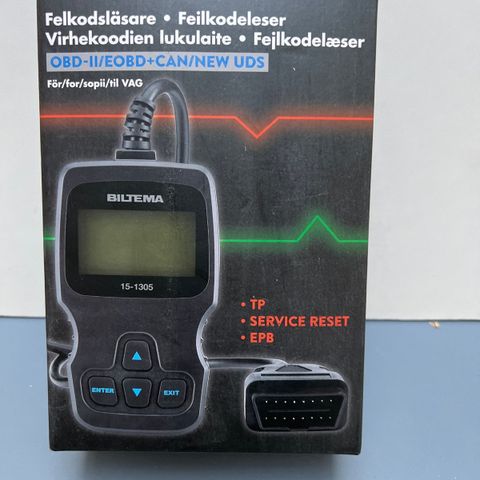 Felkodsläsare • Feilkodeleser
Virhekoodien lukulaite • Fejlkodelæser
OBD-II/EOBD+CAN/NEW UDS
För/for/sopii/til VAG
BILTEMA
15-1305
• TP
• SERVICE RESET
• EPB
ENTER
EXIT